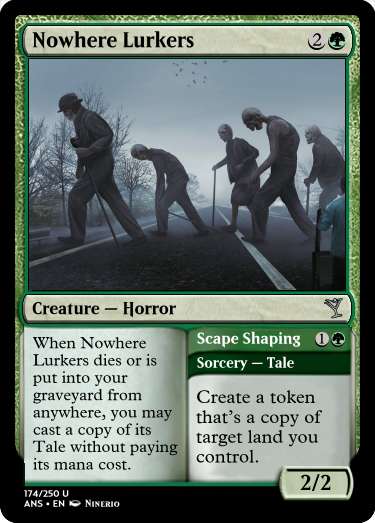 Nowhere Lurkers 2
Creature — Horror
When Nowhere
Lurkers dies or is
put into your
graveyard from
anywhere, you may
cast a copy of its
Tale without paying
its mana cost.
Scape Shaping 1
Sorcery — Tale
Create a token
that's a copy of
target land you
control.
2/2
174/250 U
ANS • EN Ninerio